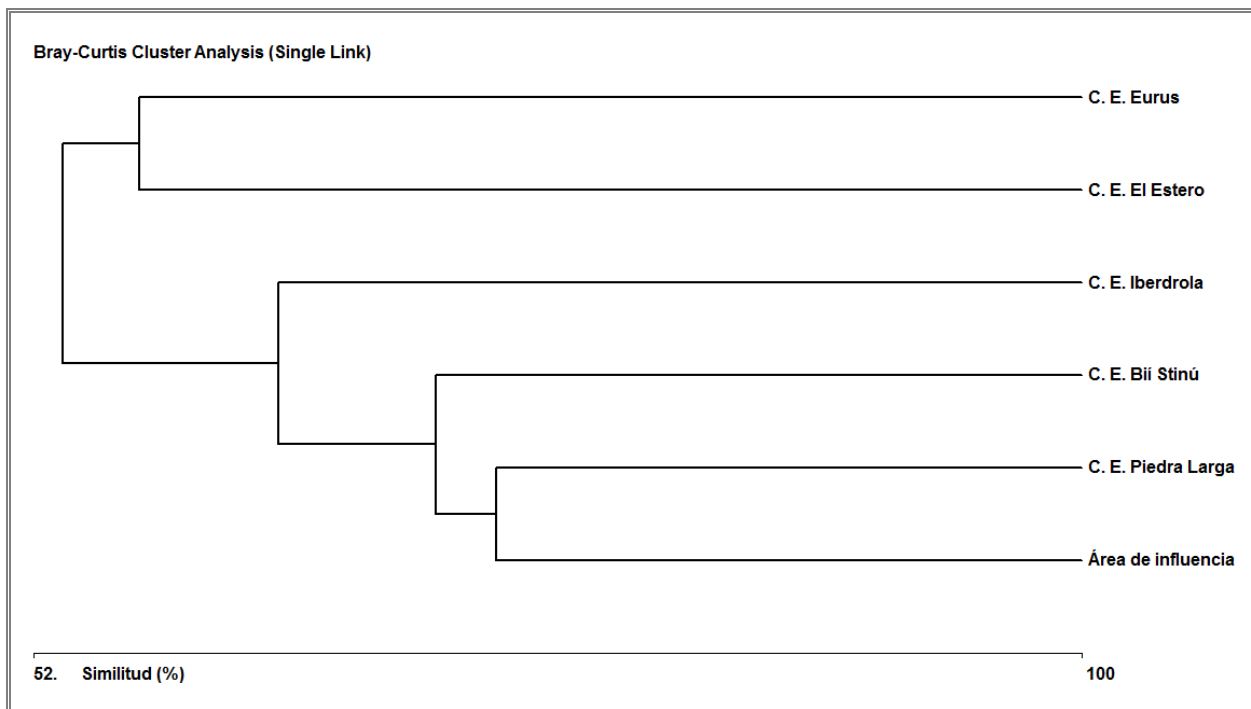 Bray-Curtis Cluster Analysis (Single Link)
C. E. Eurus
C. E. El Estero
C. E. Iberdrola
C. E. Bií Stinú
C. E. Piedra Larga
Área de influencia
52. Similitud (%) 100